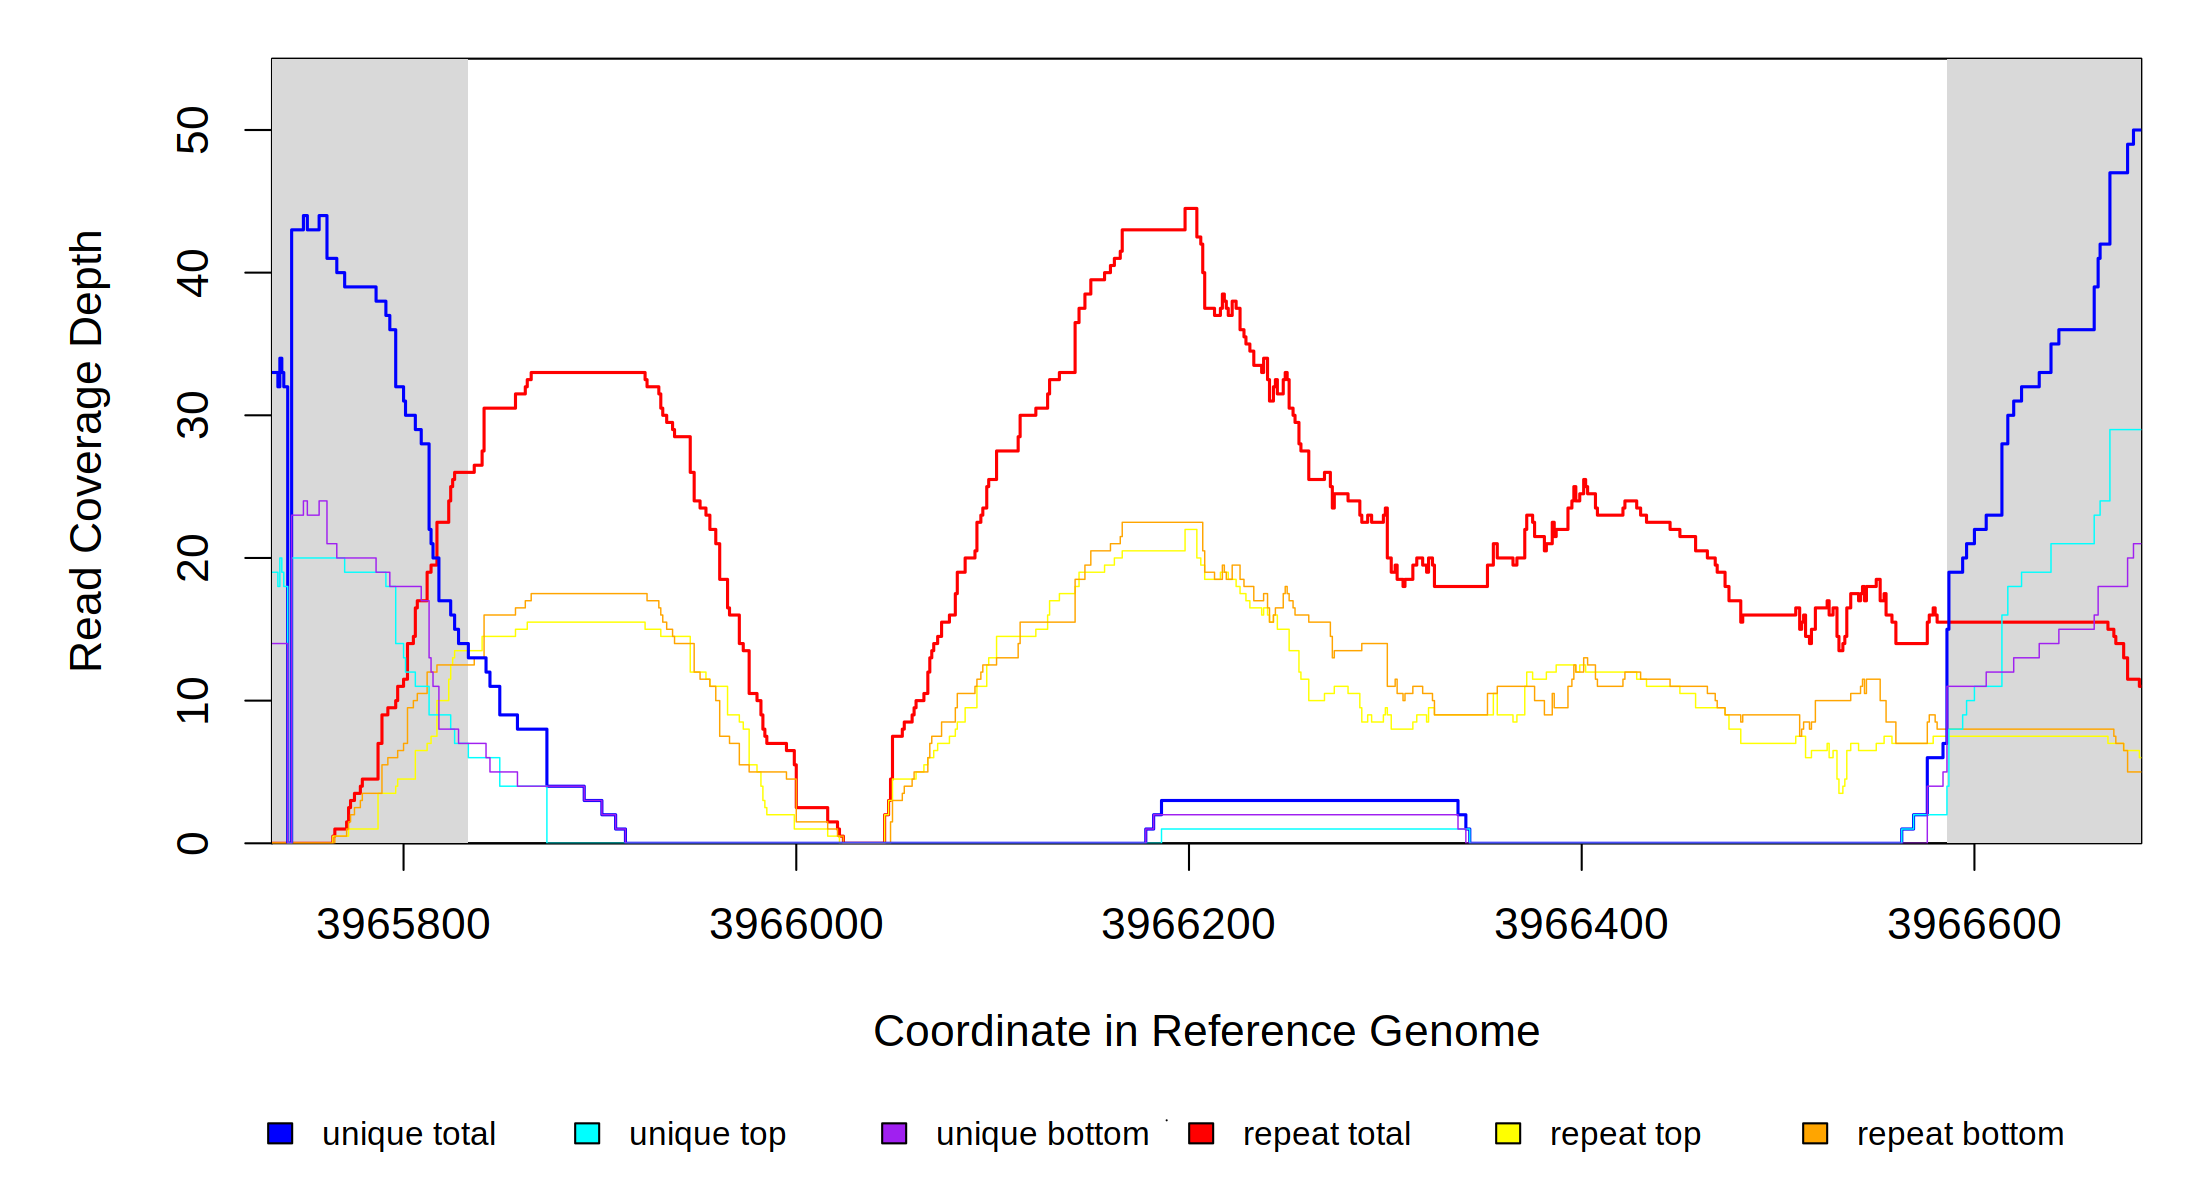 Read Coverage Depth
50
40
30
20
10
0
3965800 3966000 3966200 3966400 3966600
Coordinate in Reference Genome
unique total unique top unique bottom repeat total repeat top repeat bottom